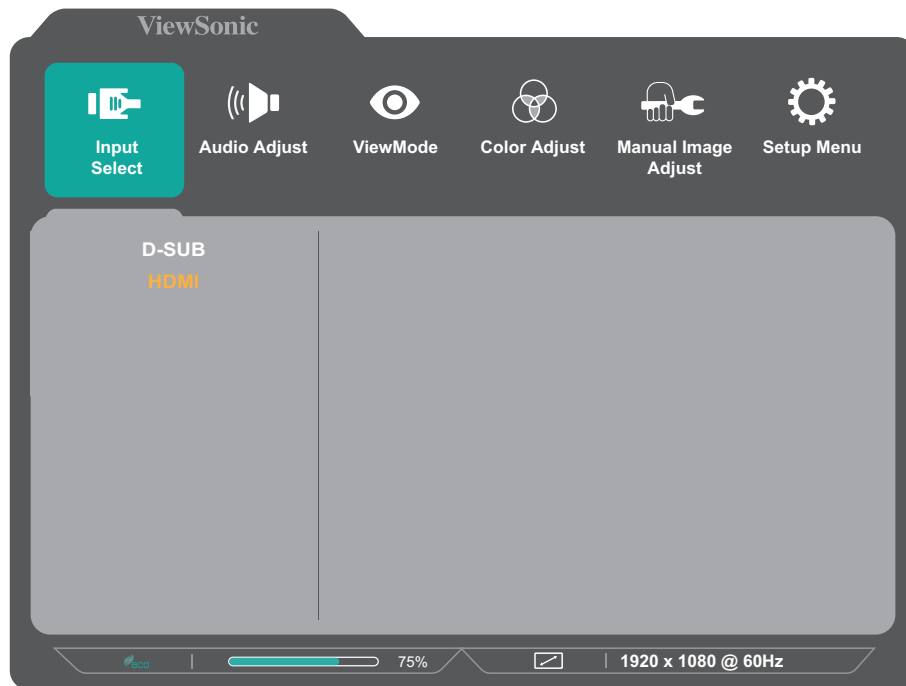 ViewSonic
Input
Select
Audio Adjust
ViewMode
Color Adjust
Manual Image
Adjust
Setup Menu
D-SUB
HDMI
eco
75%
1920 x 1080 @ 60Hz